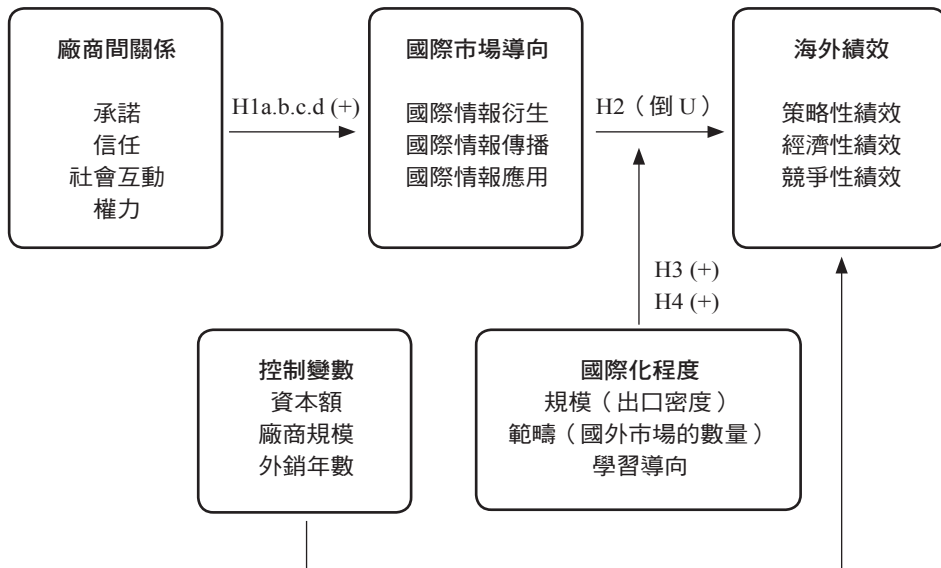 廠商間關係
承諾
信任
社會互動
權力
H1a.b.c.d (+)
國際市場導向
國際情報衍生
國際情報傳播
國際情報應用
H2（倒 U）
海外績效
策略性績效
經濟性績效
競爭性績效
H3 (+)
H4 (+)
控制變數
資本額
廠商規模
外銷年數
國際化程度
規模（出口密度）
範疇（國外市場的數量）
學習導向